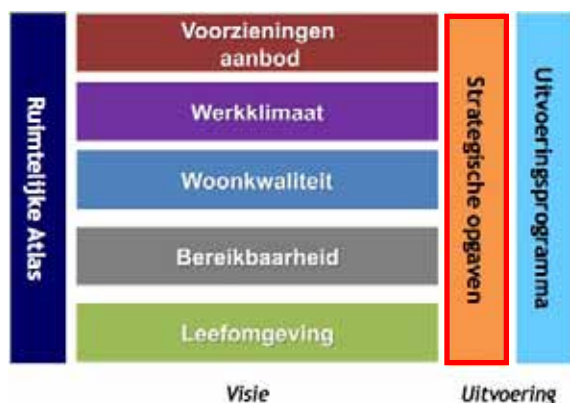 Ruimtelijke Atlas
Voorzieningen
aanbod
Werkklimaat
Woonkwaliteit
Bereikbaarheid
Leefomgeving
Strategische opgaven
Uitvoeringsprogramma
Visie
Uitvoering